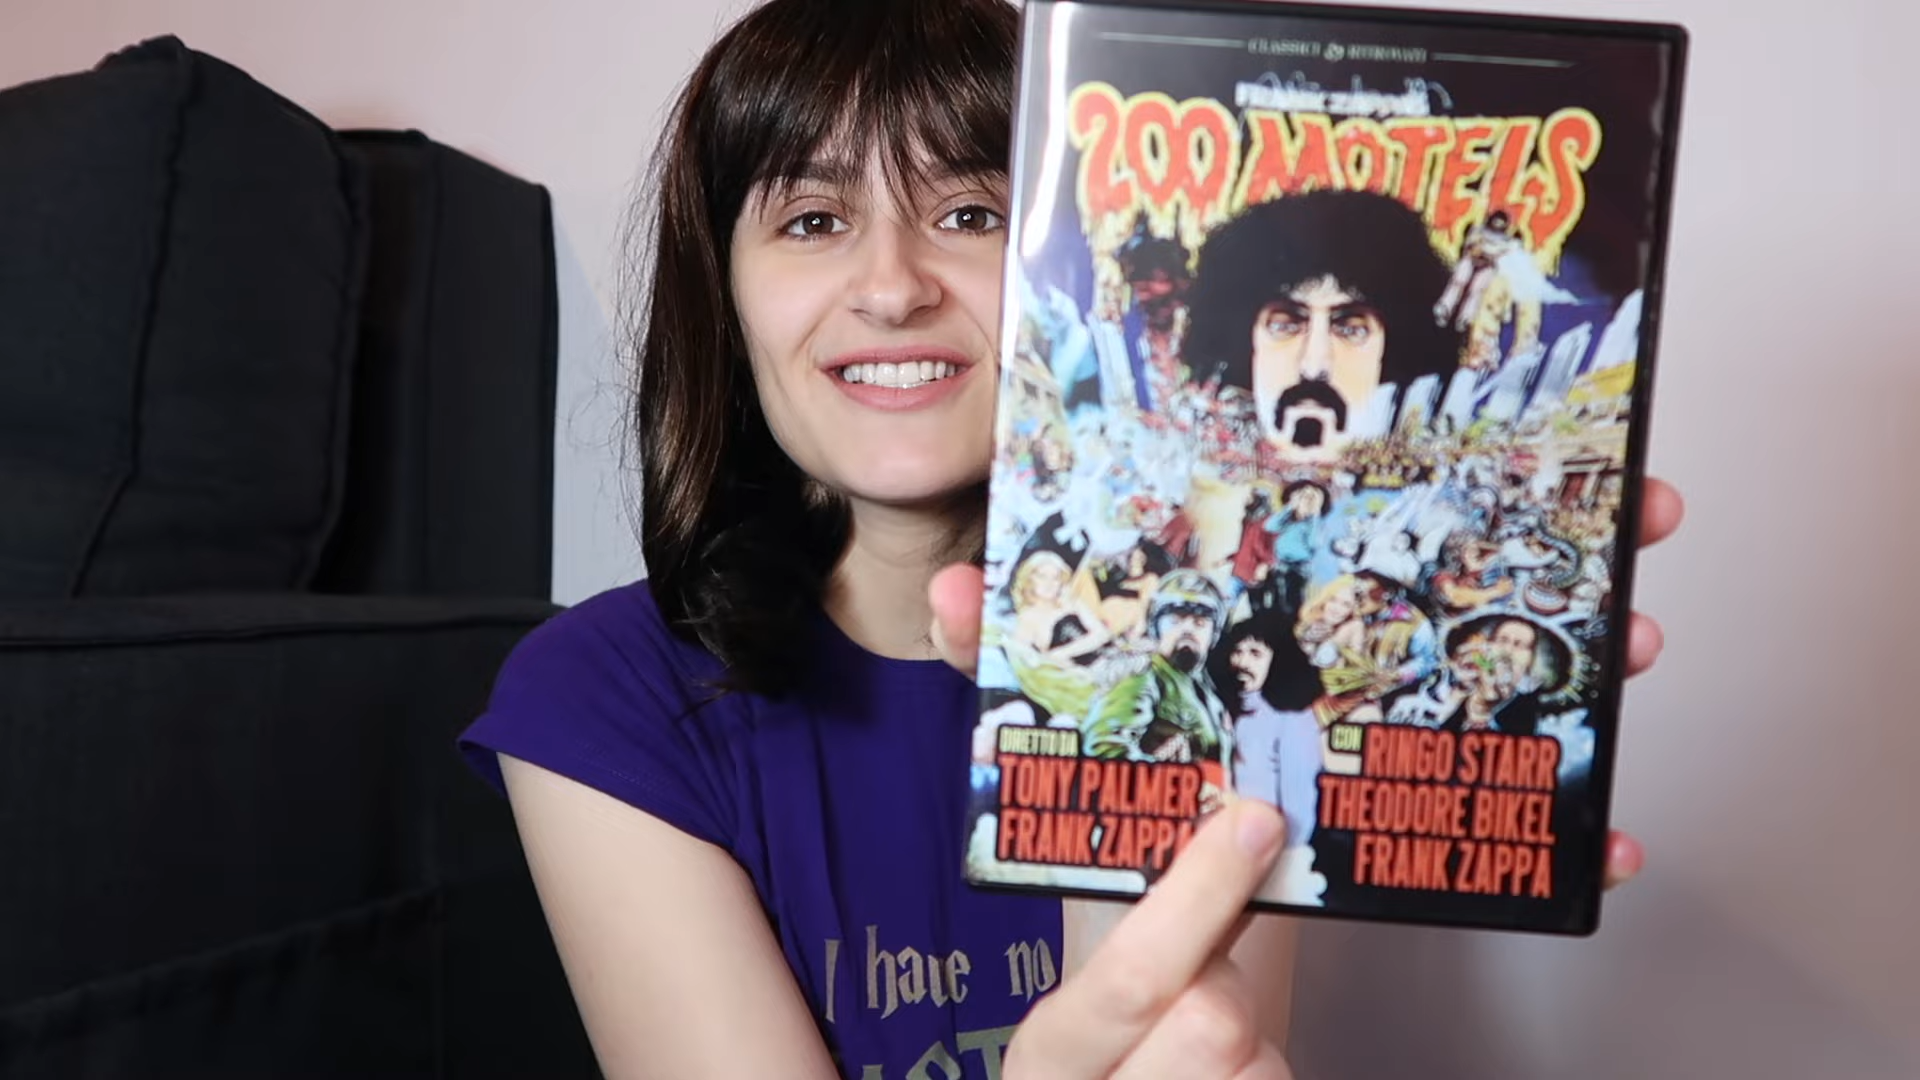 CLASSICI RITROVATI
FRANK ZAPPA'S
200 MOTELS
DIRETTO DA
TONY PALMER
FRANK ZAPPA
CON RINGO STARR
THEODORE BIKEL
FRANK ZAPPA
I have no